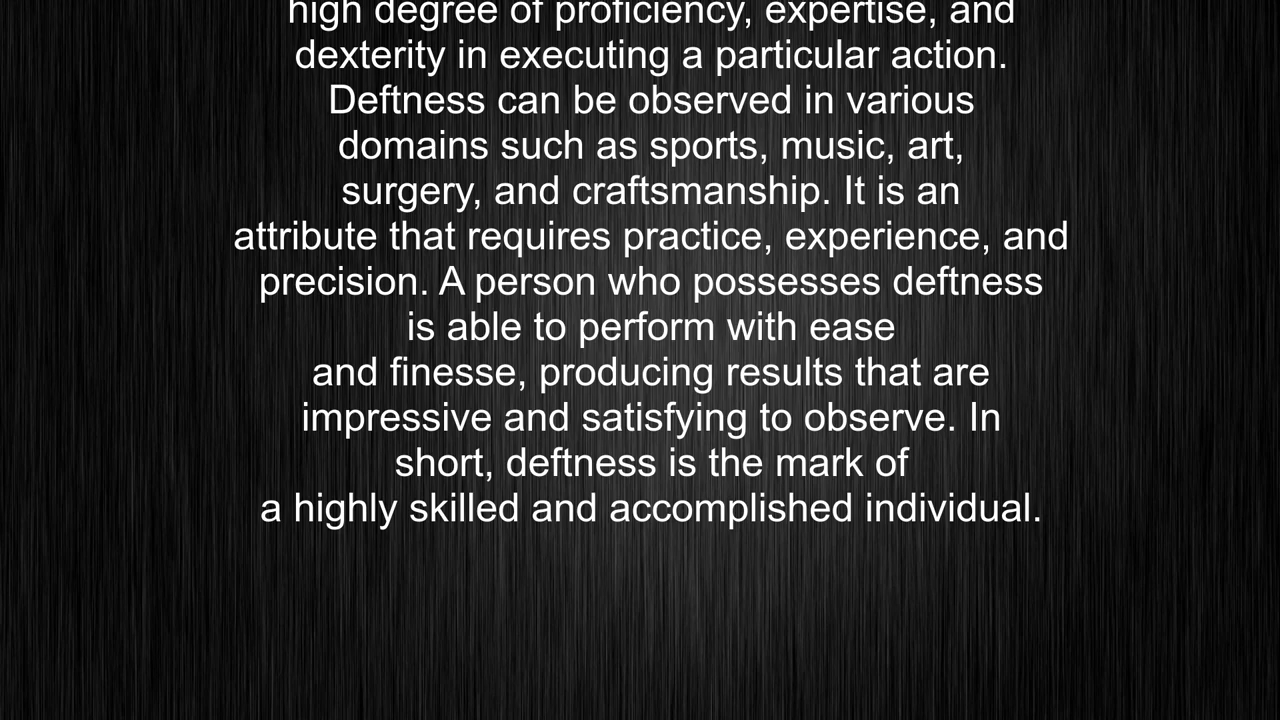 high degree of proficiency, expertise, and
dexterity in executing a particular action.
Deftness can be observed in various
domains such as sports, music, art,
surgery, and craftsmanship. It is an
attribute that requires practice, experience, and
precision. A person who possesses deftness
is able to perform with ease
and finesse, producing results that are
impressive and satisfying to observe. In
short, deftness is the mark of
a highly skilled and accomplished individual.